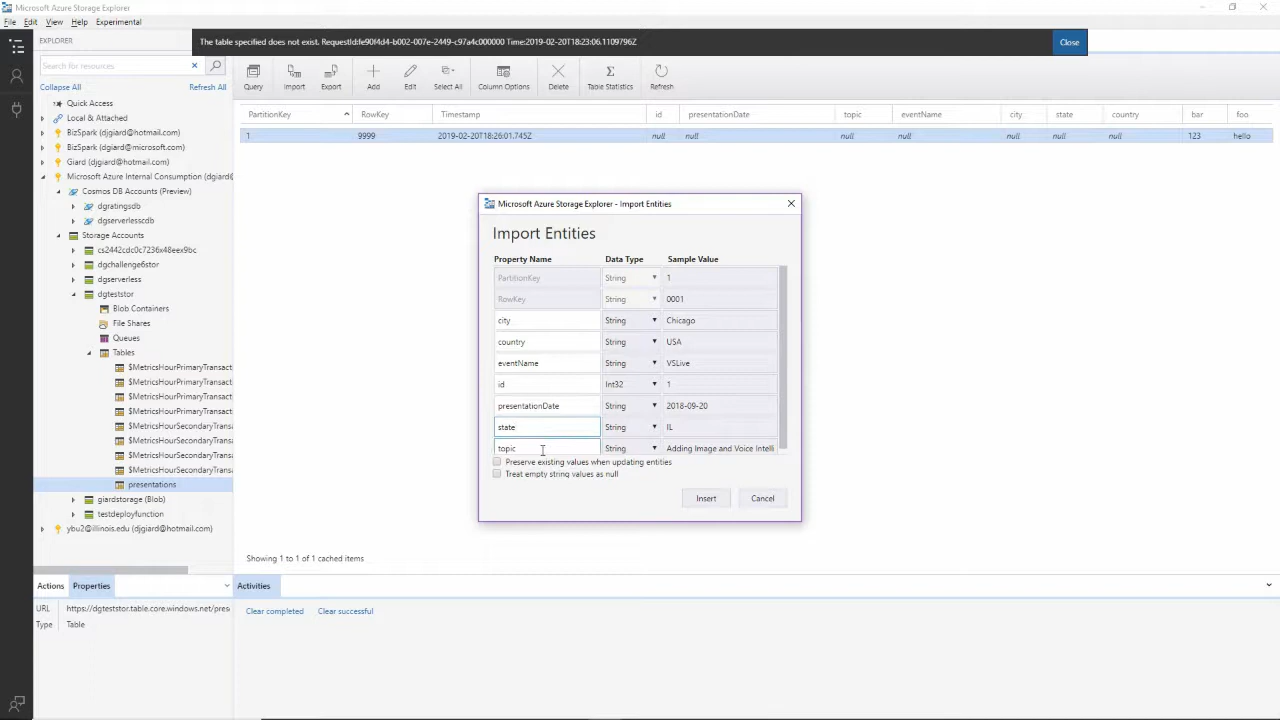 Microsoft Azure Storage Explorer
File Edit View Help Experimental
EXPLORER
The table specified does not exist. RequestId:fe90f4d4-b002-007e-2449-c97a4c000000 Time:2019-02-20T18:23:06.1109796Z
Close
Search for resources
Collapse All Refresh All
Quick Access
Local & Attached
BizSpark (djgiard@hotmail.com)
BizSpark (djgiard@microsoft.com)
Giard (djgiard@hotmail.com)
Microsoft Azure Internal Consumption (dgiard@
Cosmos DB Accounts (Preview)
dgratingsdb
dgserverlesscdb
Storage Accounts
cs2442cdc0c7236x48eex9bc
dgchallenge6stor
dgserverless
dgteststor
Blob Containers
File Shares
Queues
Tables
$MetricsHourPrimaryTransact
$MetricsHourPrimaryTransact
$MetricsHourPrimaryTransact
$MetricsHourPrimaryTransact
$MetricsHourSecondaryTransa
$MetricsHourSecondaryTransa
$MetricsHourSecondaryTransa
$MetricsHourSecondaryTransa
presentations
giardstorage (Blob)
testdeployfunction
ybu2@illinois.edu (djgiard@hotmail.com)
Query Import Export Add Edit Select All Column Options Delete Table Statistics Refresh
PartitionKey RowKey Timestamp id presentationDate topic eventName city state country bar foo
1 9999 2019-02-20T18:26:01.745Z null null null null null null null 123 hello
Microsoft Azure Storage Explorer - Import Entities
Import Entities
Property Name Data Type Sample Value
PartitionKey String 1
RowKey String 0001
city String Chicago
country String USA
eventName String VSLive
id Int32 1
presentationDate String 2018-09-20
state String IL
topic String Adding Image and Voice Intelli
Preserve existing values when updating entities
Treat empty string values as null
Insert Cancel
Showing 1 to 1 of 1 cached items
Actions Properties
URL https://dgteststor.table.core.windows.net/pres
Type Table
Activities
Clear completed Clear successful